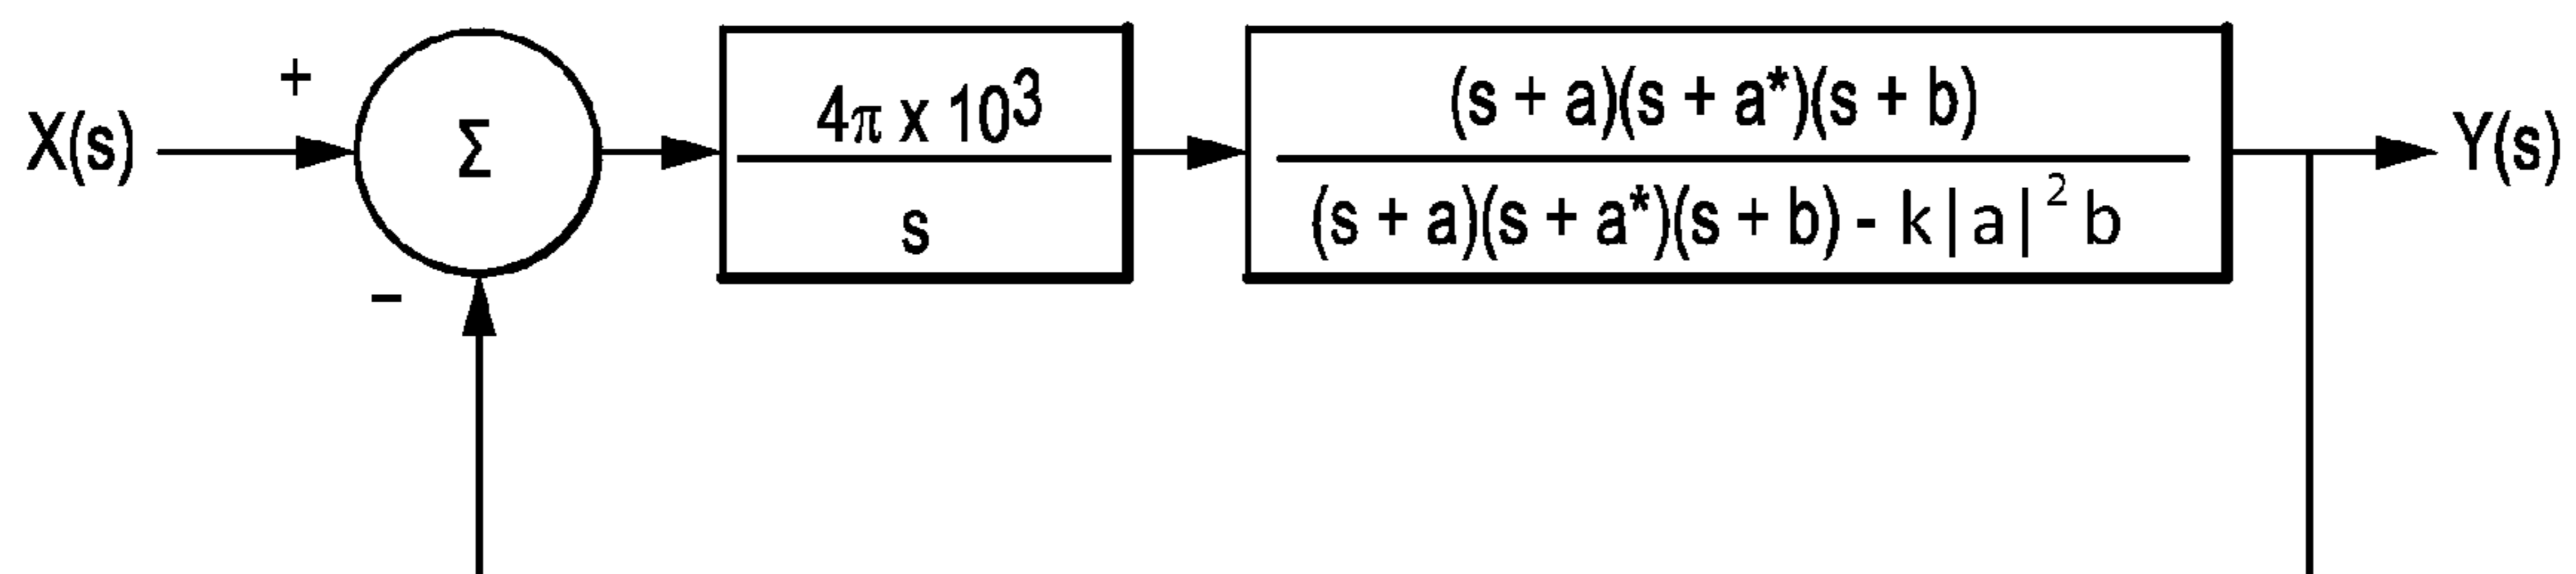 X(s)
+
Σ
-
4π x 10³
s
(s + a)(s + a*)(s + b)
(s + a)(s + a*)(s + b) - k|a|² b
Y(s)